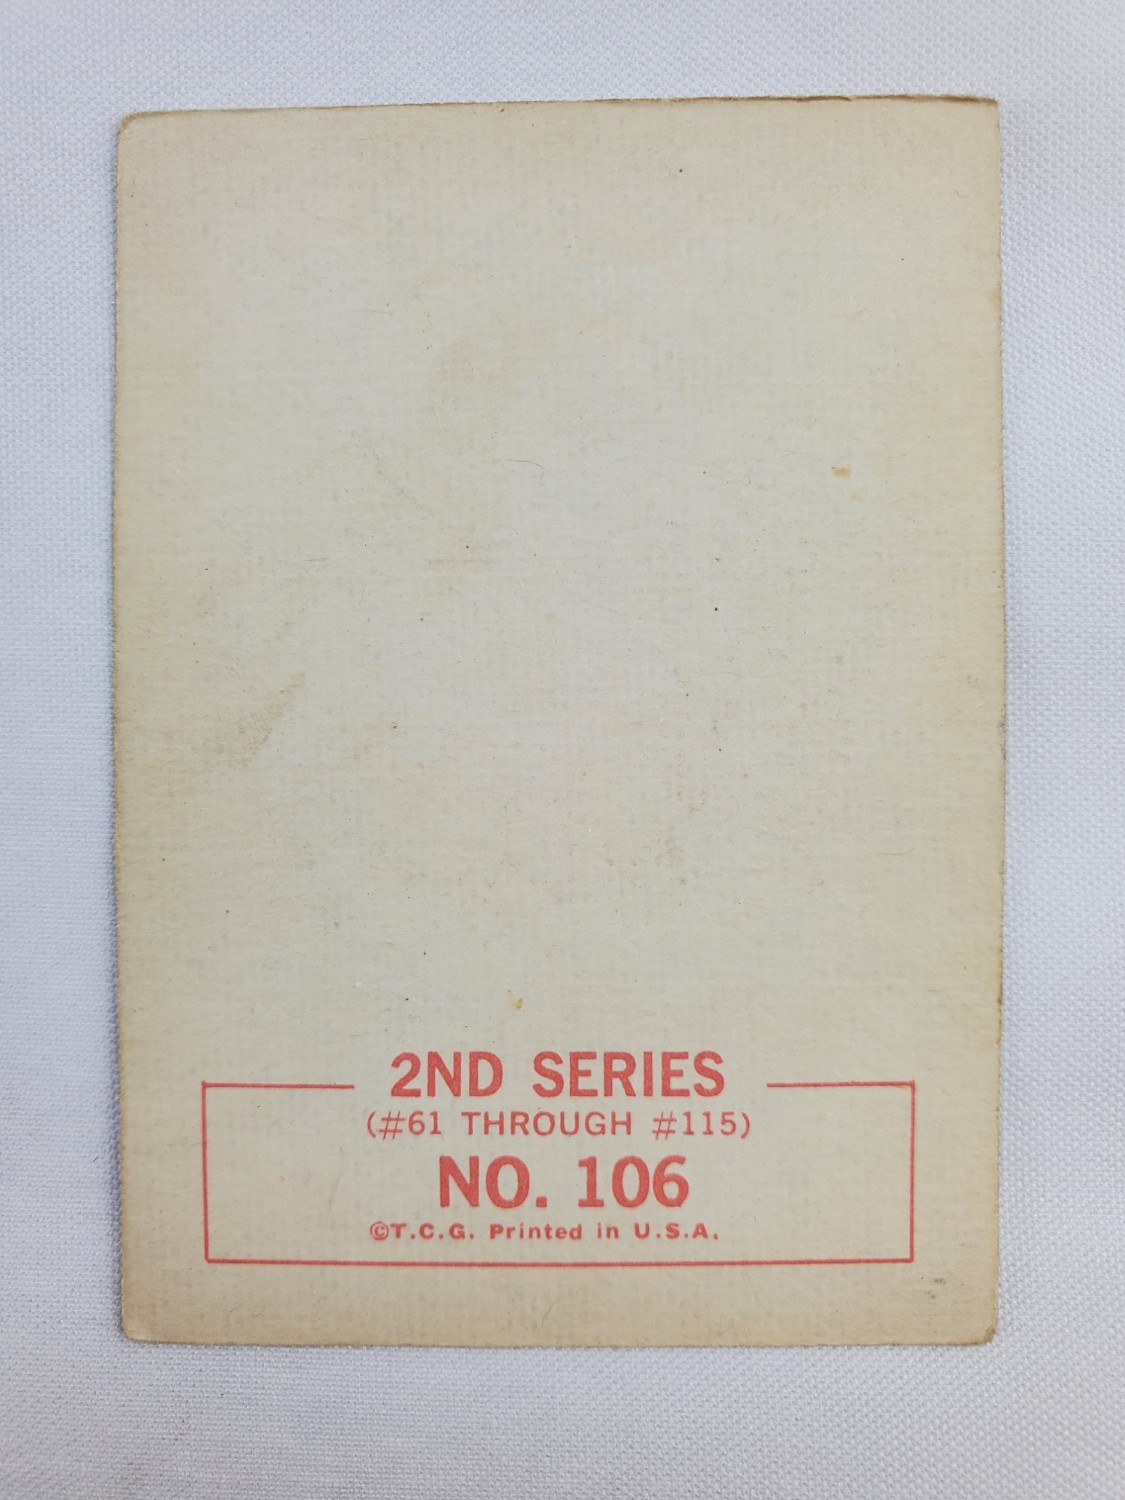 2ND SERIES
(#61 THROUGH #115)
NO. 106
©T.C.G. Printed in U.S.A.